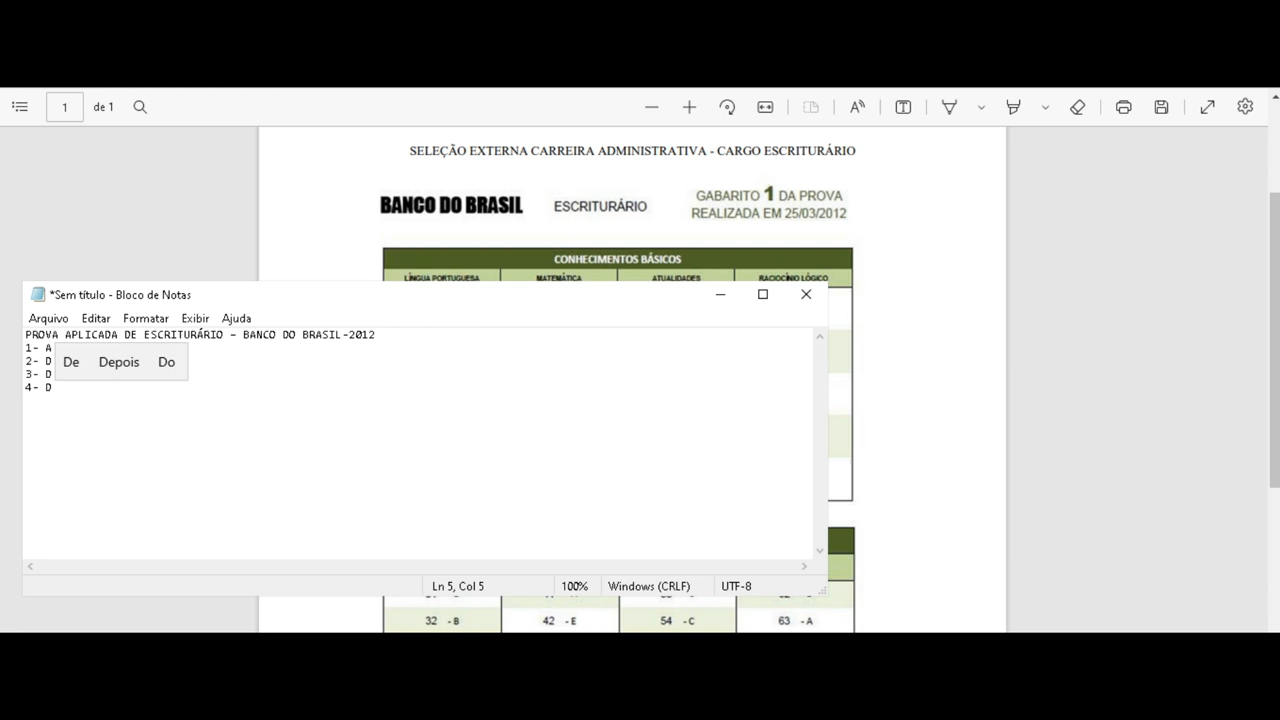 1
de 1
SELEÇÃO EXTERNA CARREIRA ADMINISTRATIVA - CARGO ESCRITURÁRIO
BANCO DO BRASIL
ESCRITURÁRIO
GABARITO 1 DA PROVA
REALIZADA EM 25/03/2012
CONHECIMENTOS BÁSICOS
LÍNGUA PORTUGUESA MATEMÁTICA ATUALIDADES RACIOCÍNIO LÓGICO
*Sem título - Bloco de Notas
Arquivo Editar Formatar Exibir Ajuda
PROVA APLICADA DE ESCRITURÁRIO - BANCO DO BRASIL-2012
1- A
2- D
3- D
4- D
De Depois Do
Ln 5, Col 5 100% Windows (CRLF) UTF-8
32 - B 42 - E 54 - C 63 - A